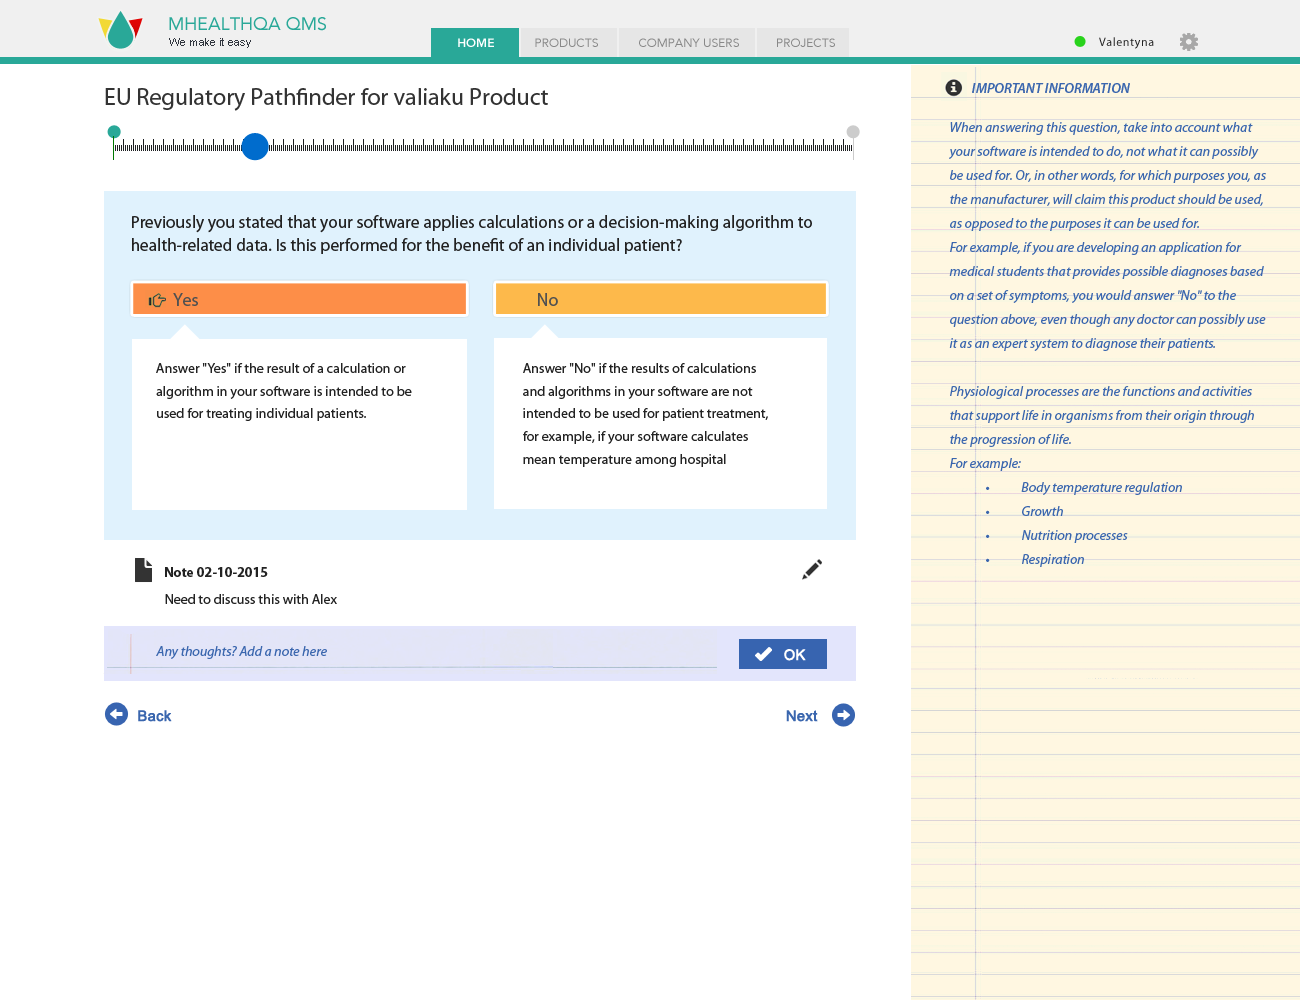 MHEALTHQA QMS
We make it easy
HOME
PRODUCTS
COMPANY USERS
PROJECTS
Valentyna
EU Regulatory Pathfinder for valiaku Product
Previously you stated that your software applies calculations or a decision-making algorithm to
health-related data. Is this performed for the benefit of an individual patient?
Yes
Answer "Yes" if the result of a calculation or
algorithm in your software is intended to be
used for treating individual patients.
No
Answer "No" if the results of calculations
and algorithms in your software are not
intended to be used for patient treatment,
for example, if your software calculates
mean temperature among hospital
Note 02-10-2015
Need to discuss this with Alex
Any thoughts? Add a note here
OK
Back
Next
IMPORTANT INFORMATION
When answering this question, take into account what
your software is intended to do, not what it can possibly
be used for. Or, in other words, for which purposes you, as
the manufacturer, will claim this product should be used,
as opposed to the purposes it can be used for.
For example, if you are developing an application for
medical students that provides possible diagnoses based
on a set of symptoms, you would answer "No" to the
question above, even though any doctor can possibly use
it as an expert system to diagnose their patients.
Physiological processes are the functions and activities
that support life in organisms from their origin through
the progression of life.
For example:
• Body temperature regulation
• Growth
• Nutrition processes
• Respiration